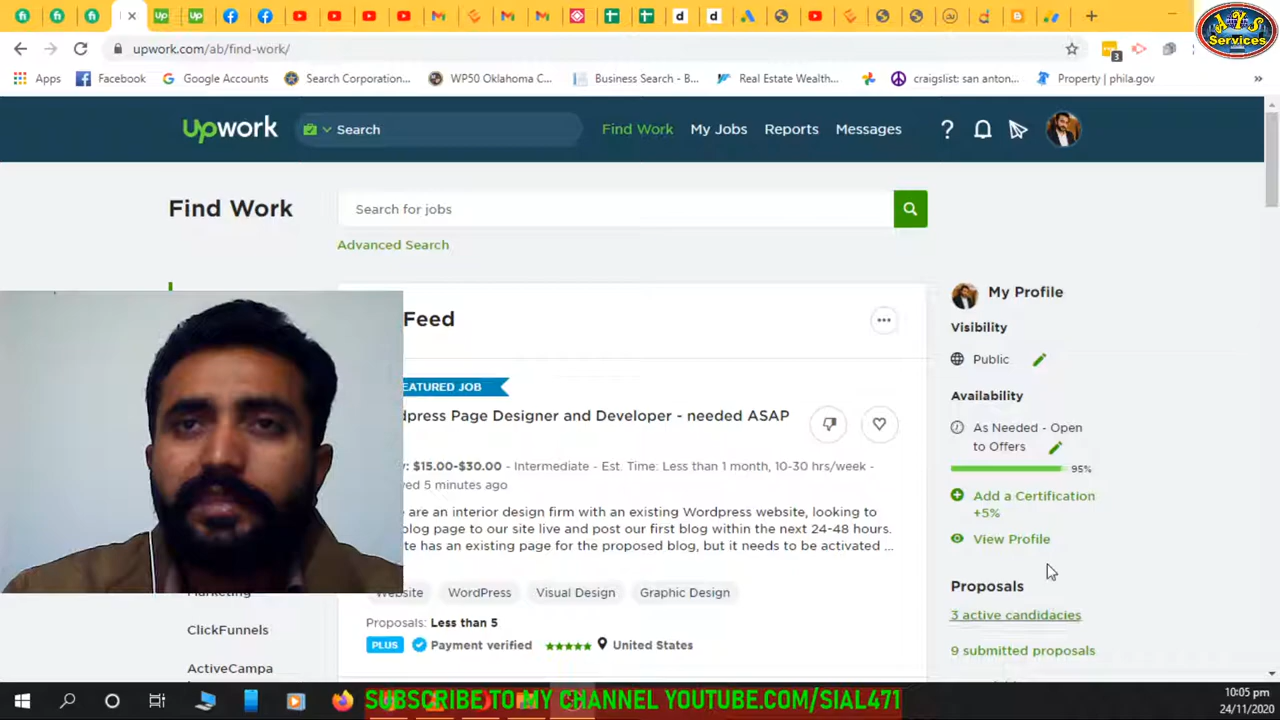 AYS
Services
upwork.com/ab/find-work/
3
Apps
Facebook
Google Accounts
Search Corporation...
WP50 Oklahoma C...
Business Search - B...
Real Estate Wealth...
craigslist: san anton...
Property | phila.gov
»
Upwork
Search
Find Work
My Jobs
Reports
Messages
?
Find Work
Search for jobs
Advanced Search
Feed
EATURED JOB
dpress Page Designer and Developer - needed ASAP
$15.00-$30.00 - Intermediate - Est. Time: Less than 1 month, 10-30 hrs/week -
ed 5 minutes ago
are an interior design firm with an existing Wordpress website, looking to
blog page to our site live and post our first blog within the next 24-48 hours.
te has an existing page for the proposed blog, but it needs to be activated ...
Website
WordPress
Visual Design
Graphic Design
Proposals: Less than 5
PLUS
Payment verified
United States
Marketing
ClickFunnels
ActiveCampa
My Profile
Visibility
Public
Availability
As Needed - Open
to Offers
95%
Add a Certification
+5%
View Profile
Proposals
3 active candidacies
9 submitted proposals
SUBSCRIBE TO MY CHANNEL YOUTUBE.COM/SIAL471
10:05 pm
24/11/2020